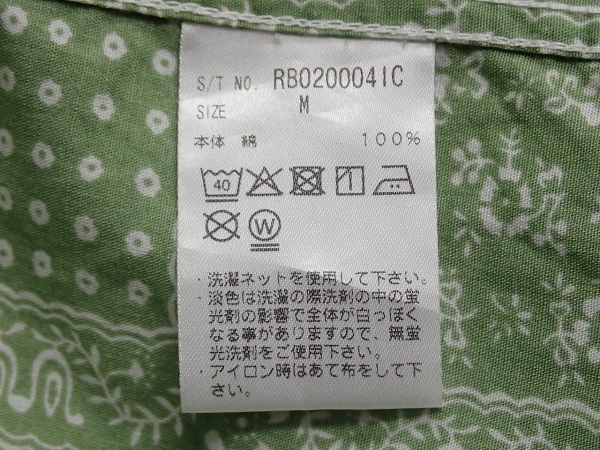 S/T NO. RB0200041C
SIZE M
本体 綿 100%
40
W
・洗濯ネットを使用して下さい。
・淡色は洗濯の際洗剤の中の蛍
光剤の影響で全体が白っぽく
なる事がありますので、無蛍
光洗剤をご使用下さい。
・アイロン時はあて布をして下
さい。